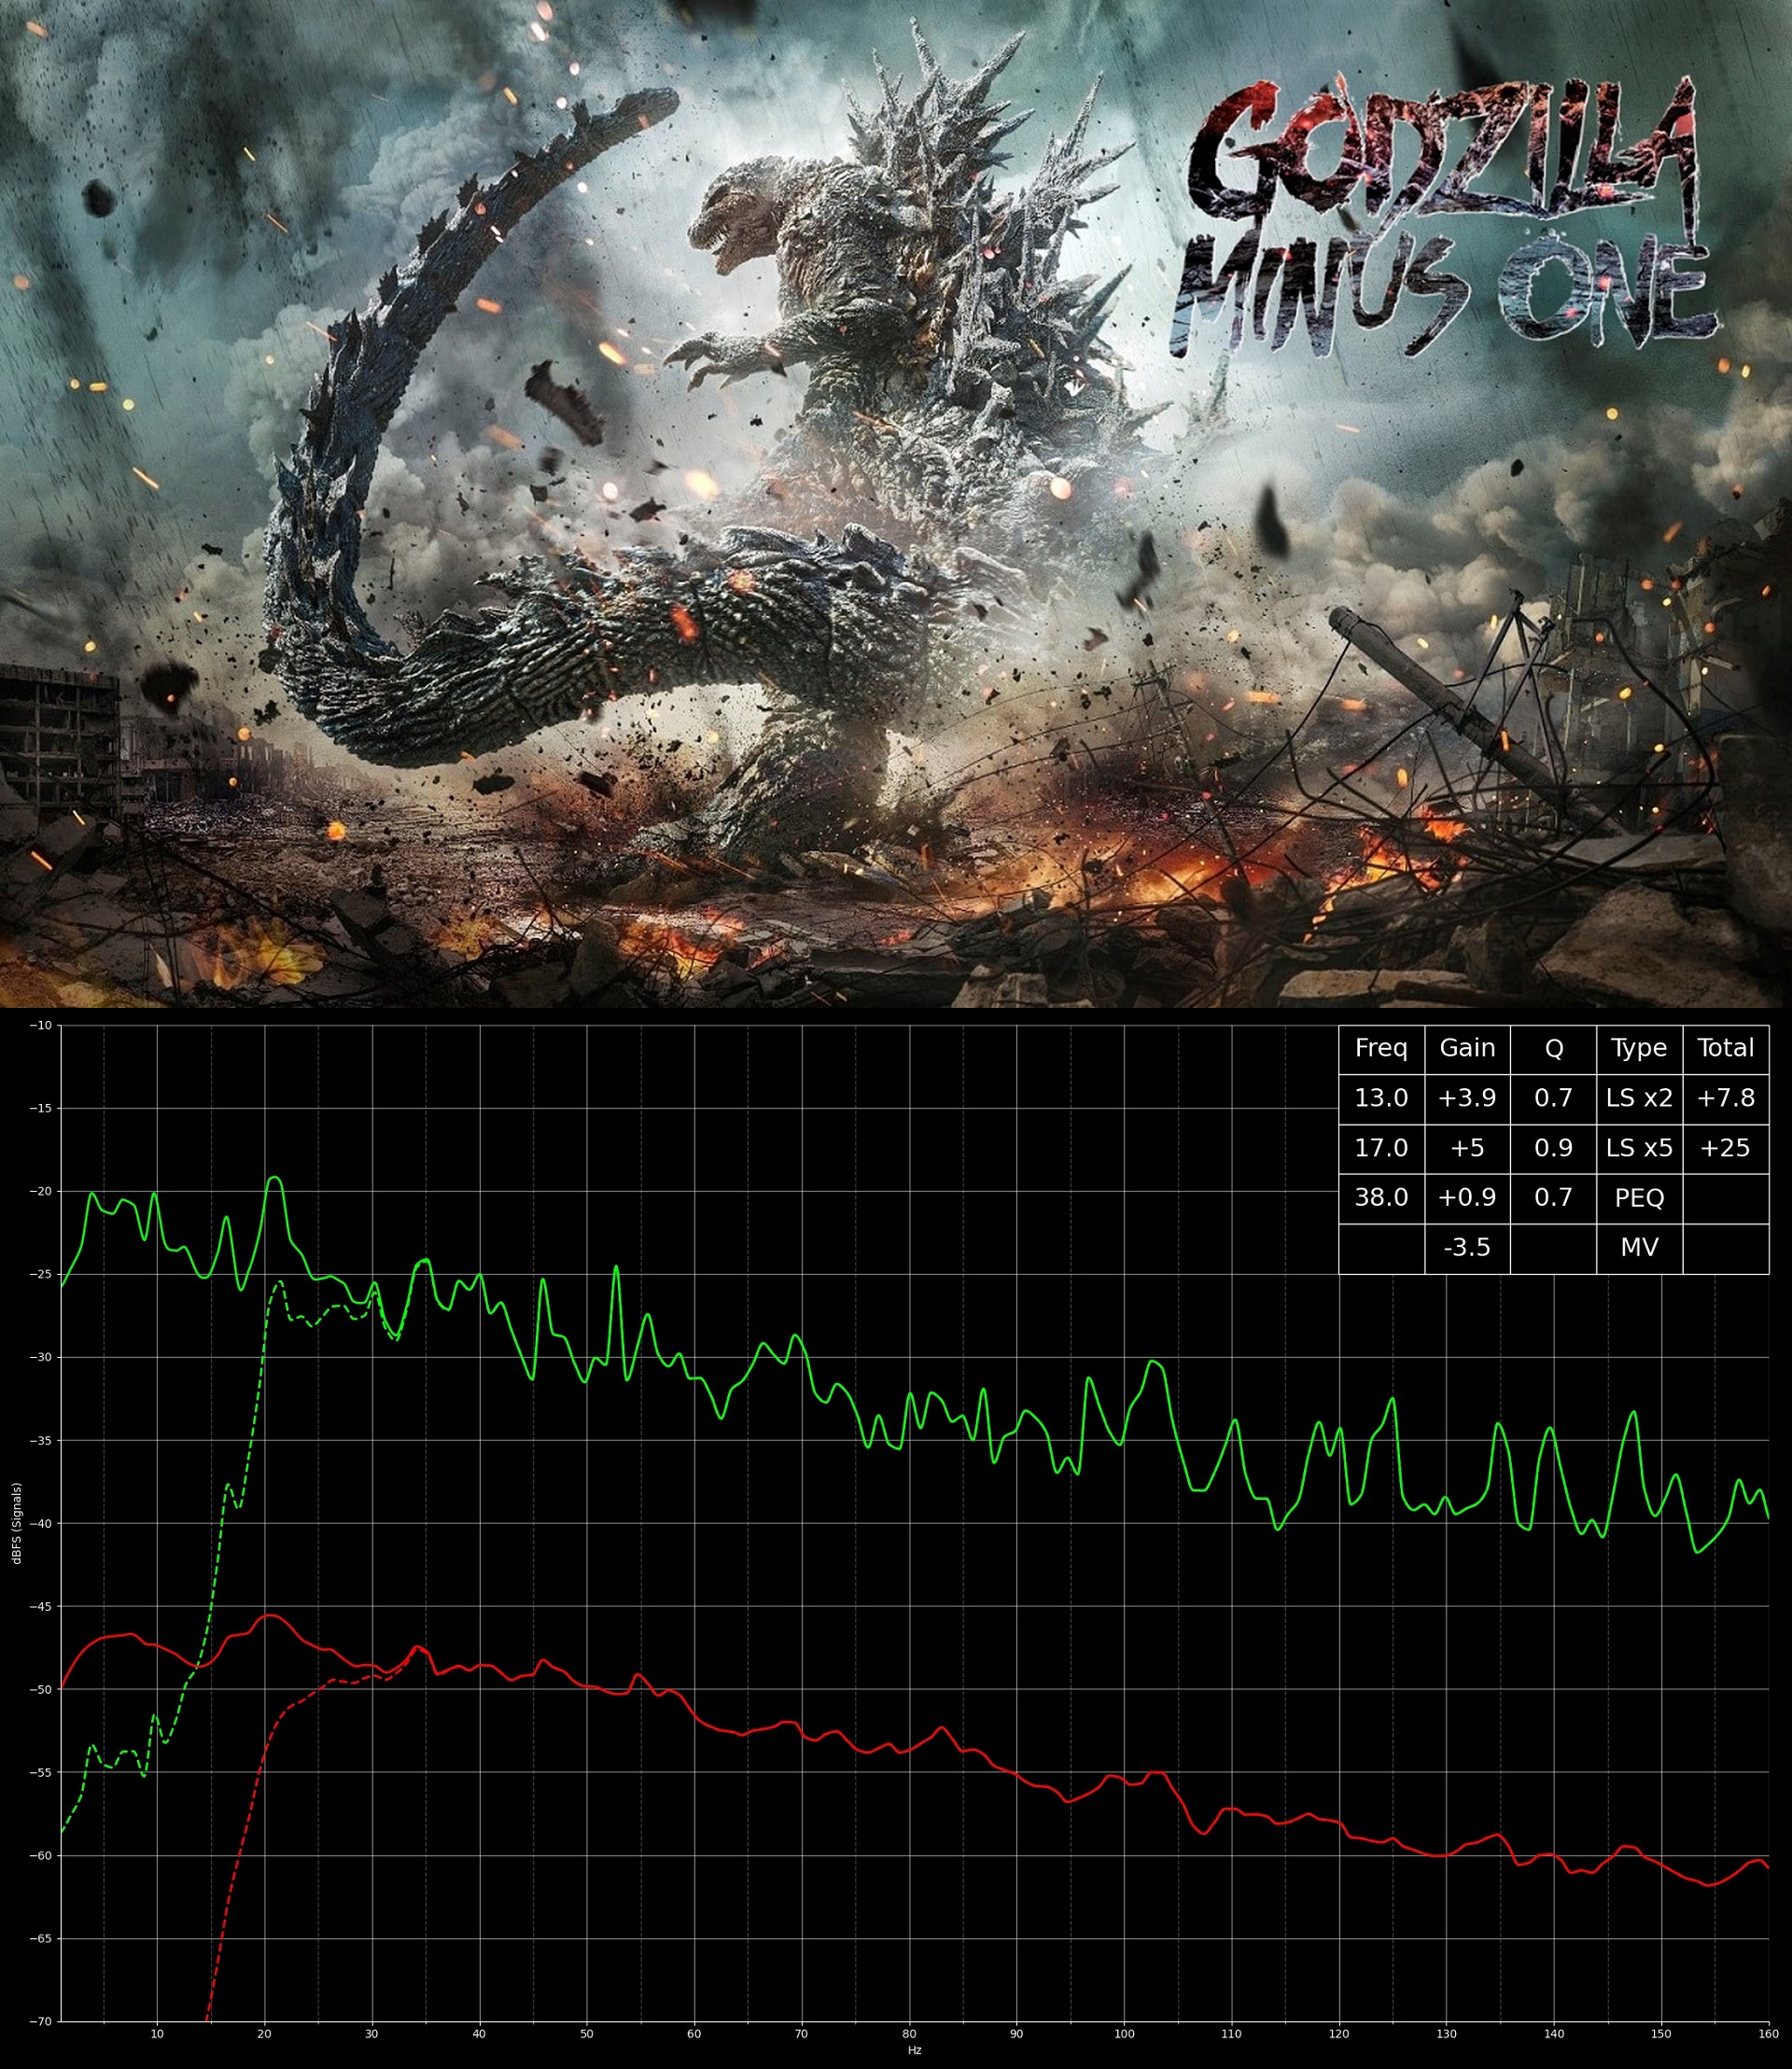 GODZILLA
MINUS ONE
Freq Gain Q Type Total
13.0 +3.9 0.7 LS x2 +7.8
17.0 +5 0.9 LS x5 +25
38.0 +0.9 0.7 PEQ
-3.5 MV
−10
−15
−20
−25
−30
−35
−40
−45
−50
−55
−60
−65
−70
dBFS (Signals)
10 20 30 40 50 60 70 80 90 100 110 120 130 140 150 160
Hz